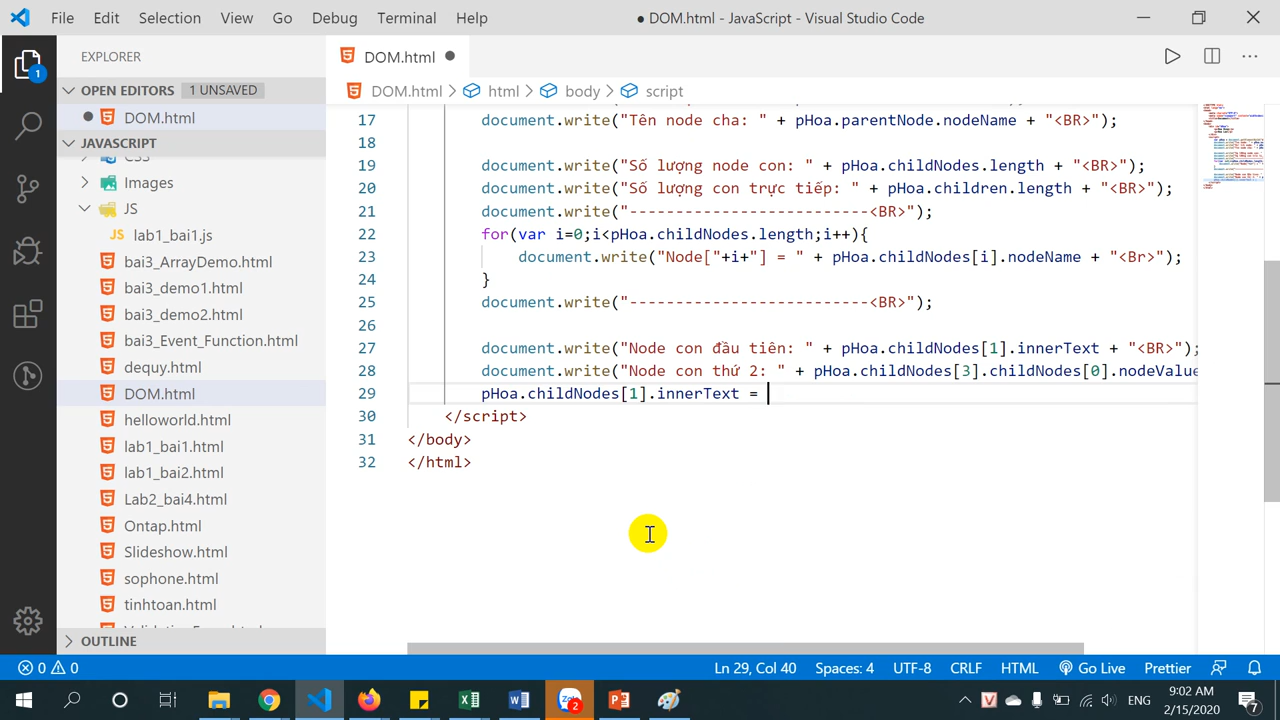 File Edit Selection View Go Debug Terminal Help
● DOM.html - JavaScript - Visual Studio Code
EXPLORER
OPEN EDITORS 1 UNSAVED
DOM.html
JAVASCRIPT
CSS
Images
JS
lab1_bai1.js
bai3_ArrayDemo.html
bai3_demo1.html
bai3_demo2.html
bai3_Event_Function.html
dequy.html
DOM.html
helloworld.html
lab1_bai1.html
lab1_bai2.html
Lab2_bai4.html
Ontap.html
Slideshow.html
sophone.html
tinhtoan.html
OUTLINE
1
DOM.html
DOM.html > html > body > script
17 document.write("Tên node cha: " + pHoa.parentNode.nodeName + "<BR>");
18
19 document.write("Số lượng node con: " + pHoa.childNodes.length + "<BR>");
20 document.write("Số lượng con trực tiếp: " + pHoa.children.length + "<BR>");
21 document.write("--------------------------<BR>");
22 for(var i=0;i<pHoa.childNodes.length;i++){
23 document.write("Node["+i+"] = " + pHoa.childNodes[i].nodeName + "<Br>");
24 }
25 document.write("--------------------------<BR>");
26
27 document.write("Node con đầu tiên: " + pHoa.childNodes[1].innerText + "<BR>");
28 document.write("Node con thứ 2: " + pHoa.childNodes[3].childNodes[0].nodeValue
29 pHoa.childNodes[1].innerText =
30 </script>
31 </body>
32 </html>
0 0
Ln 29, Col 40 Spaces: 4 UTF-8 CRLF HTML Go Live Prettier
2
ENG
9:02 AM
2/15/2020
7